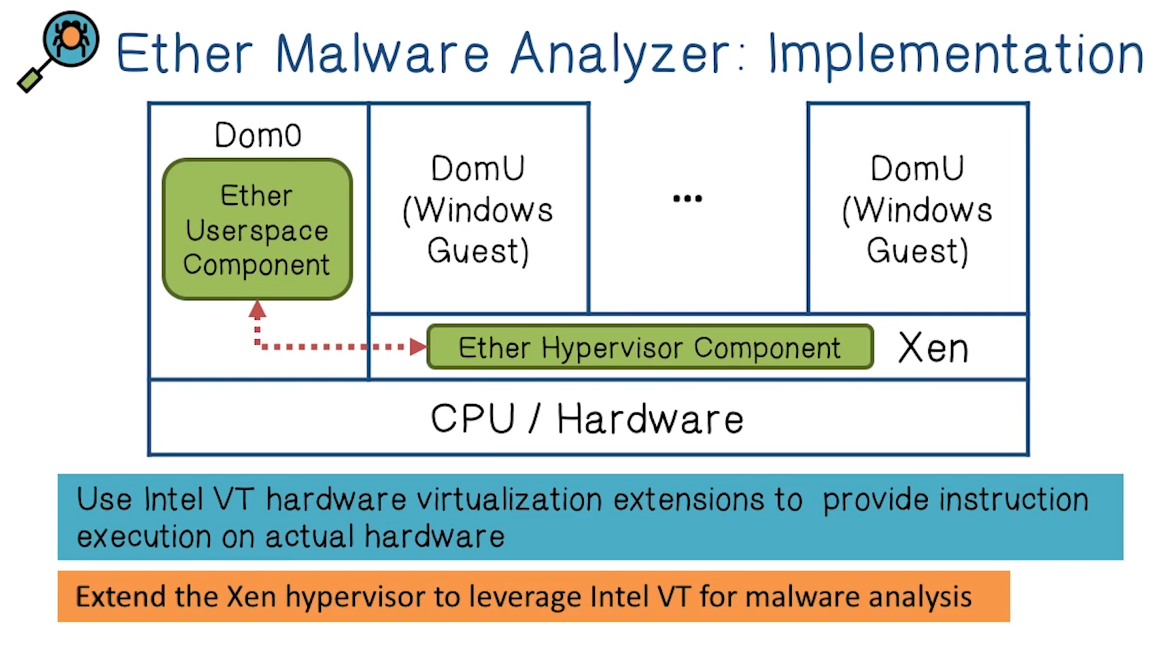 Ether Malware Analyzer: Implementation
Dom0
Ether
Userspace
Component
DomU
(Windows
Guest)
...
DomU
(Windows
Guest)
Ether Hypervisor Component
Xen
CPU / Hardware
Use Intel VT hardware virtualization extensions to provide instruction
execution on actual hardware
Extend the Xen hypervisor to leverage Intel VT for malware analysis